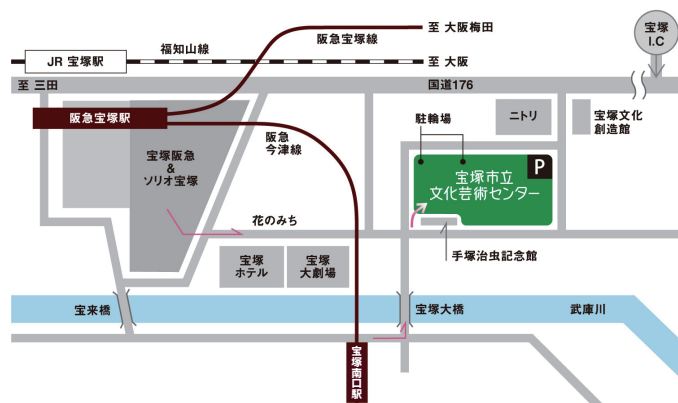 至 大阪梅田
宝塚
I.C
阪急宝塚線
福知山線
JR 宝塚駅
至 大阪
至 三田
国道176
阪急宝塚駅
駐輪場
ニトリ
宝塚文化
創造館
阪急
今津線
宝塚阪急
&
ソリオ宝塚
P
宝塚市立
文化芸術センター
花のみち
手塚治虫記念館
宝塚
ホテル
宝塚
大劇場
宝来橋
宝塚大橋
武庫川
宝塚南口駅